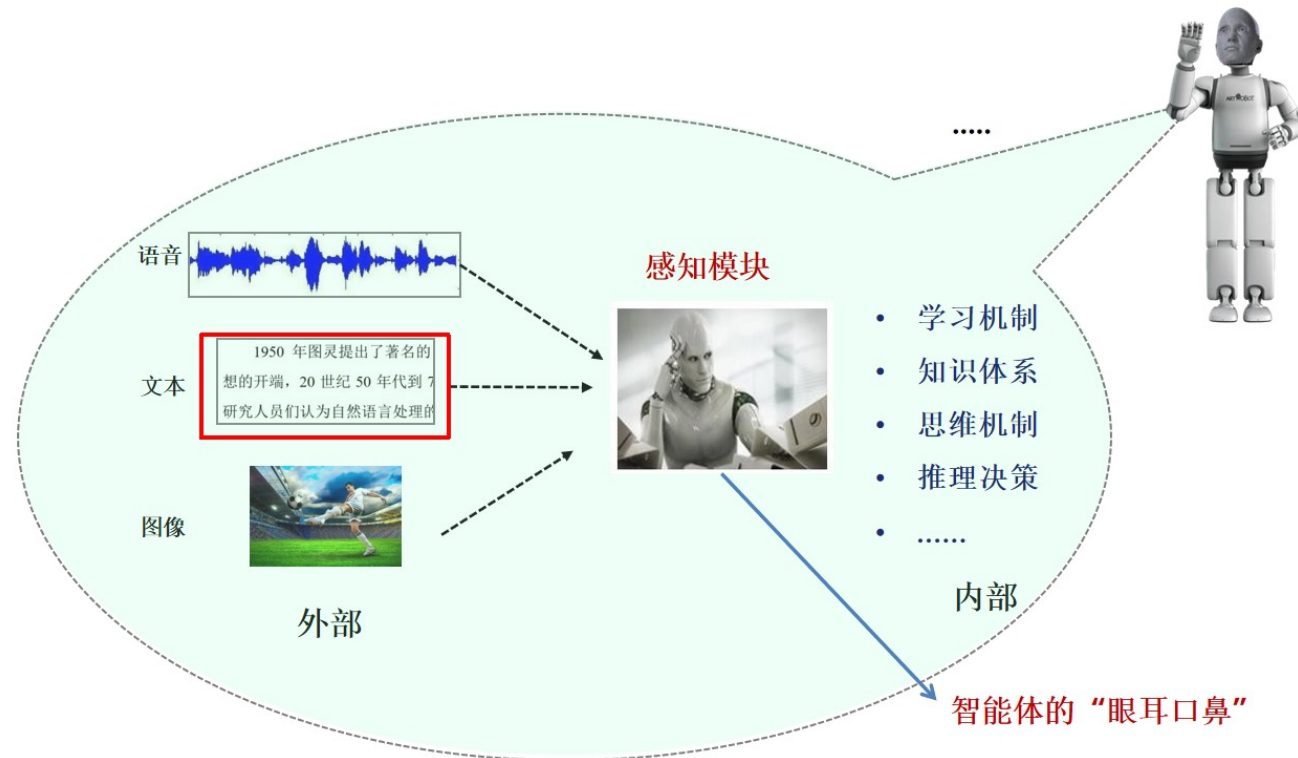 .....
语音
感知模块
文本
1950 年图灵提出了著名的
想的开端，20 世纪 50 年代到 7
研究人员们认为自然语言处理的
图像
外部
• 学习机制
• 知识体系
• 思维机制
• 推理决策
• ......
内部
智能体的“眼耳口鼻”